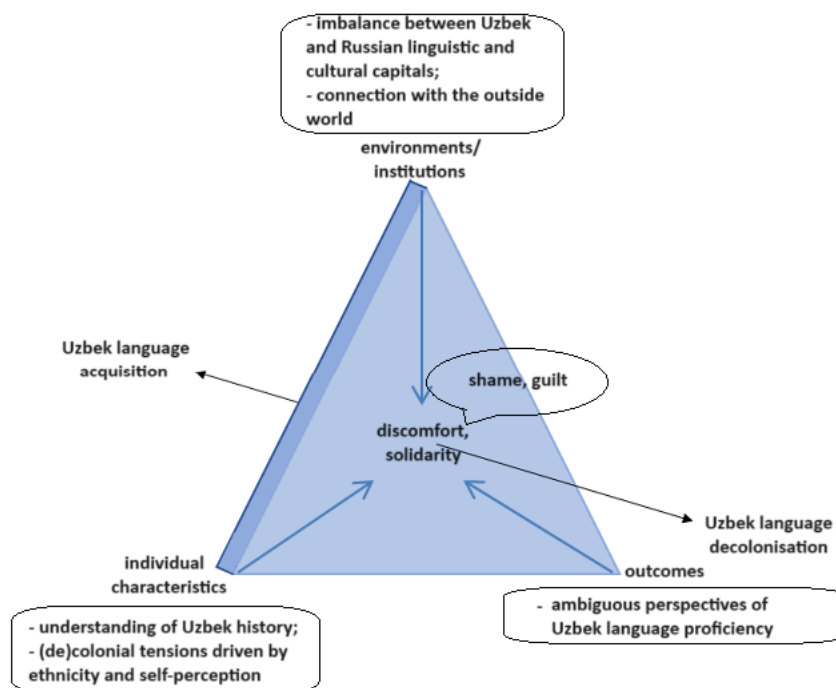 - imbalance between Uzbek
and Russian linguistic and
cultural capitals;
- connection with the outside
world
environments/
institutions
Uzbek language
acquisition
shame, guilt
discomfort,
solidarity
Uzbek language
decolonisation
individual
characteristics
outcomes
- understanding of Uzbek history;
- (de)colonial tensions driven by
ethnicity and self-perception
- ambiguous perspectives of
Uzbek language proficiency